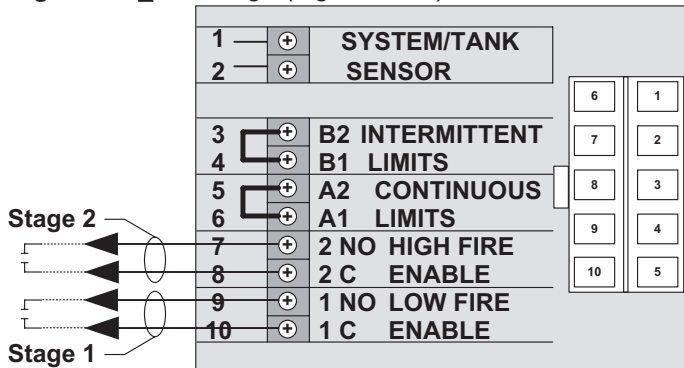 1 SYSTEM/TANK
2 SENSOR
3 B2 INTERMITTENT
4 B1 LIMITS
5 A2 CONTINUOUS
6 A1 LIMITS
Stage 2
7 2 NO HIGH FIRE
8 2 C ENABLE
9 1 NO LOW FIRE
10 1 C ENABLE
Stage 1
6 1
7 2
8 3
9 4
10 5